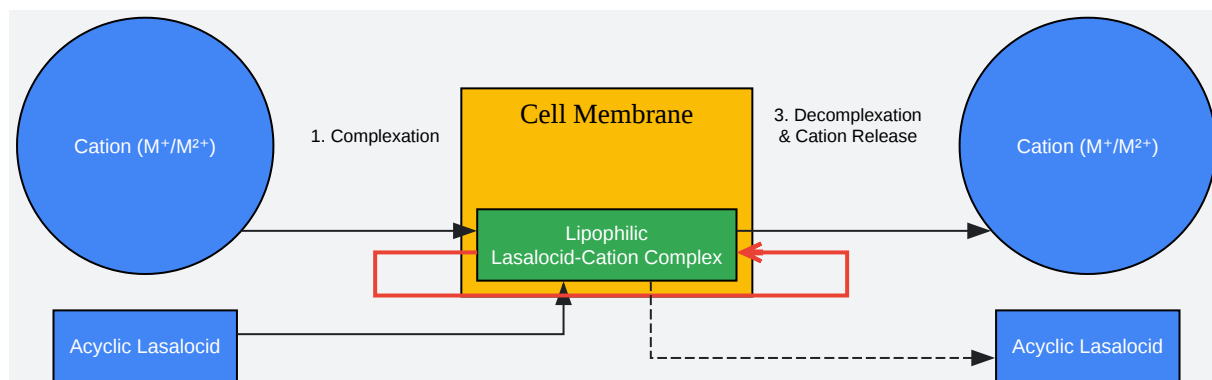 Cell Membrane
Cation (M⁺/M²⁺)
1. Complexation
3. Decomplexation
& Cation Release
Cation (M⁺/M²⁺)
Lipophilic
Lasalocid-Cation Complex
Acyclic Lasalocid
Acyclic Lasalocid